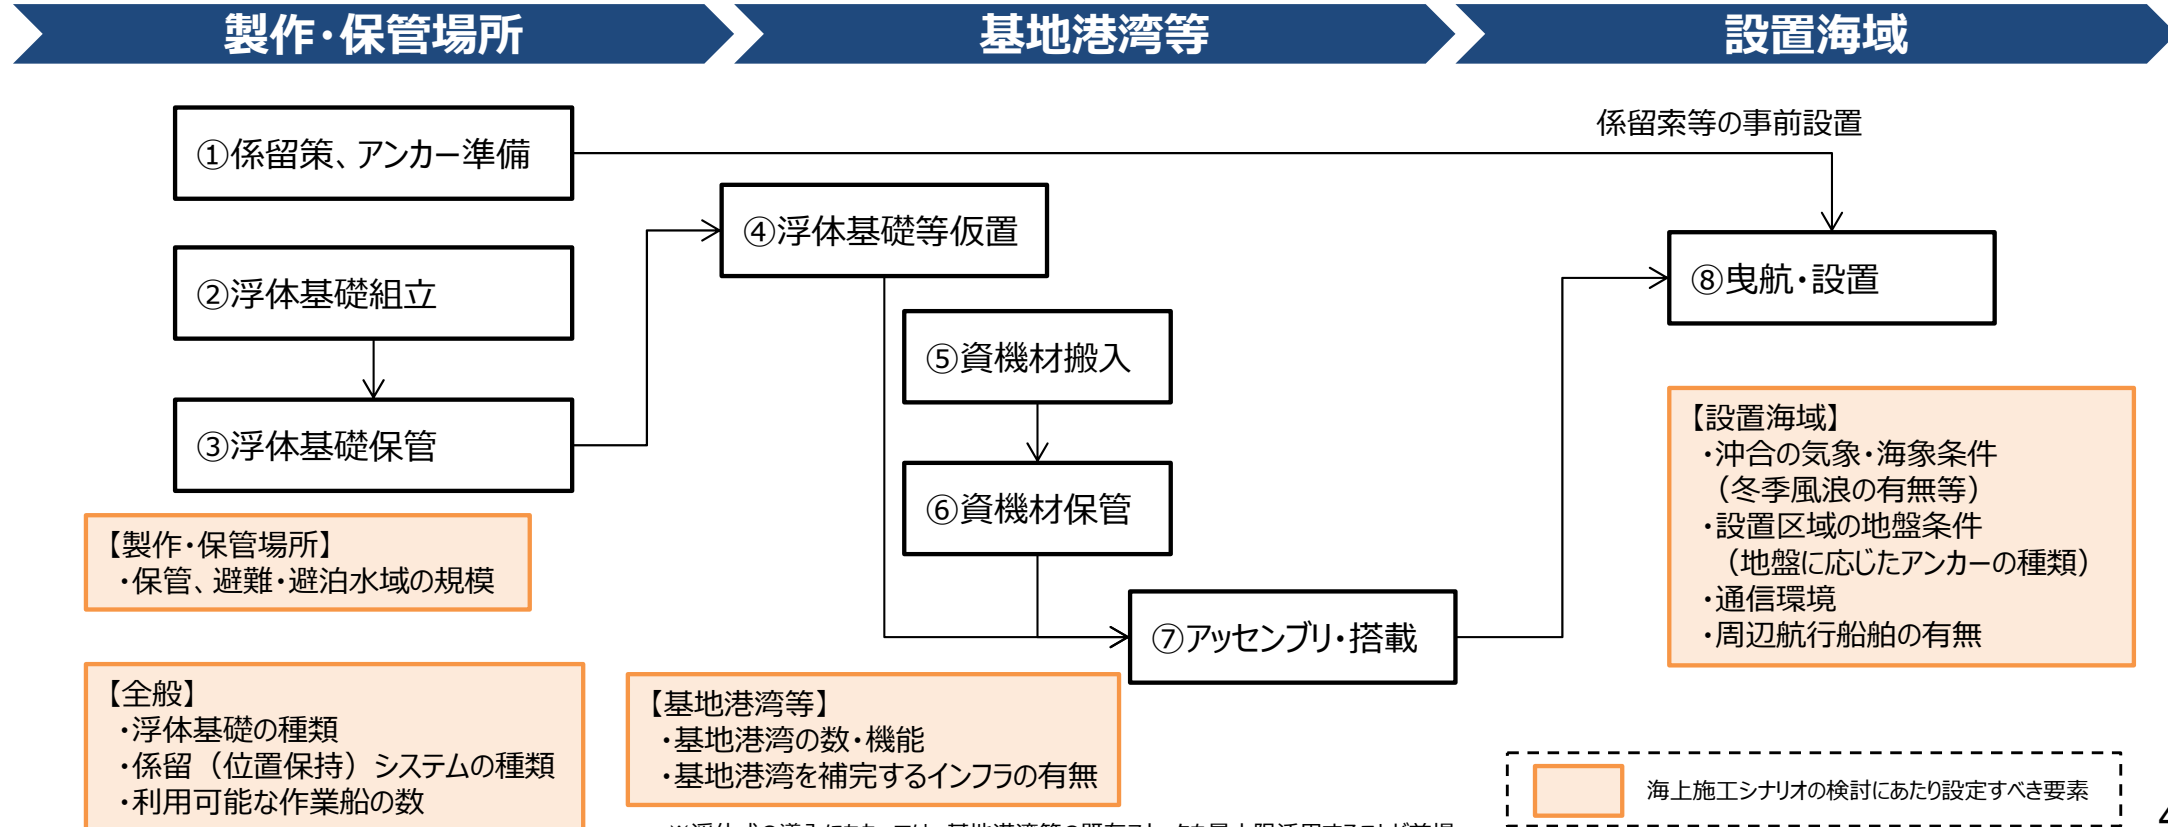 製作・保管場所
基地港湾等
設置海域
係留索等の事前設置
①係留策、アンカー準備
②浮体基礎組立
③浮体基礎保管
④浮体基礎等仮置
⑤資機材搬入
⑥資機材保管
⑦アッセンブリ・搭載
⑧曳航・設置
【製作・保管場所】
・保管、避難・避泊水域の規模
【全般】
・浮体基礎の種類
・係留（位置保持）システムの種類
・利用可能な作業船の数
【基地港湾等】
・基地港湾の数・機能
・基地港湾を補完するインフラの有無
【設置海域】
・沖合の気象・海象条件
（冬季風浪の有無等）
・設置区域の地盤条件
（地盤に応じたアンカーの種類）
・通信環境
・周辺航行船舶の有無
海上施工シナリオの検討にあたり設定すべき要素